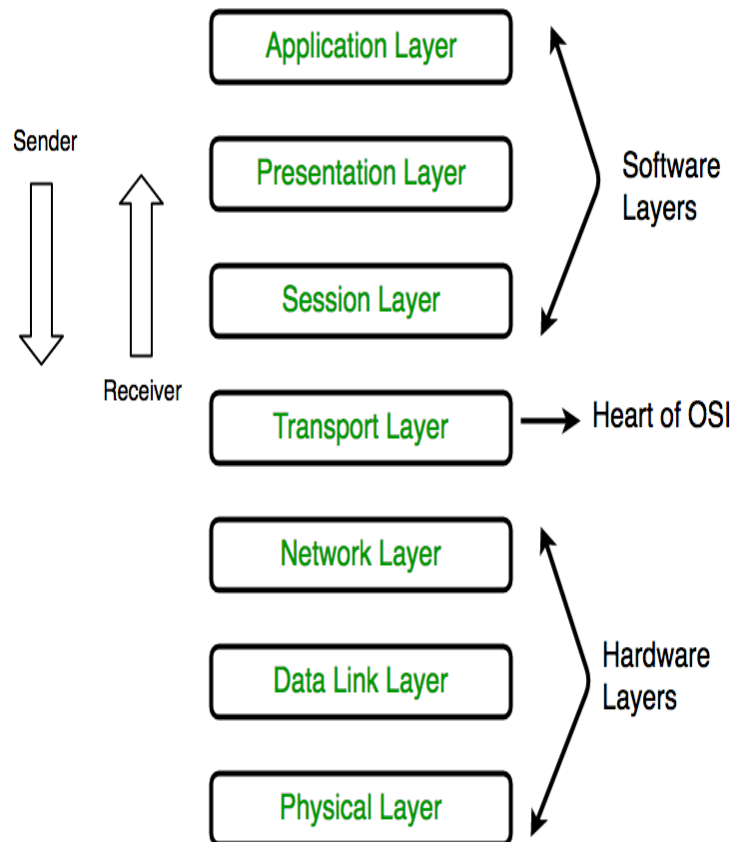 Application Layer
Sender
Presentation Layer
Software
Layers
Session Layer
Receiver
Transport Layer
Heart of OSI
Network Layer
Data Link Layer
Hardware
Layers
Physical Layer